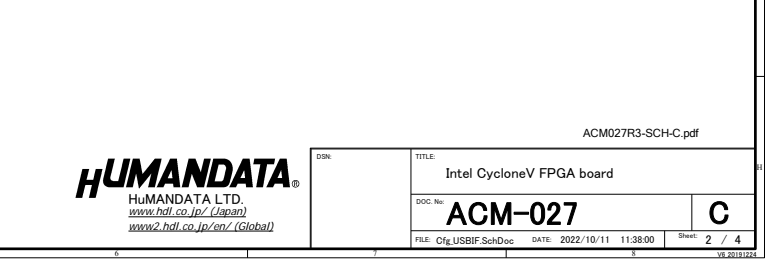 ACM027R3-SCH-C.pdf
HUMANDATA®
HuMANDATA LTD.
www.hdl.co.jp/ (Japan)
www2.hdl.co.jp/en/ (Global)
DSN:
TITLE:
Intel CycloneV FPGA board
DOC. No:
ACM-027
C
FILE: Cfg_USBIF.SchDoc DATE: 2022/10/11 11:38:00 Sheet: 2 / 4
H
6 7 8 V6 20191224